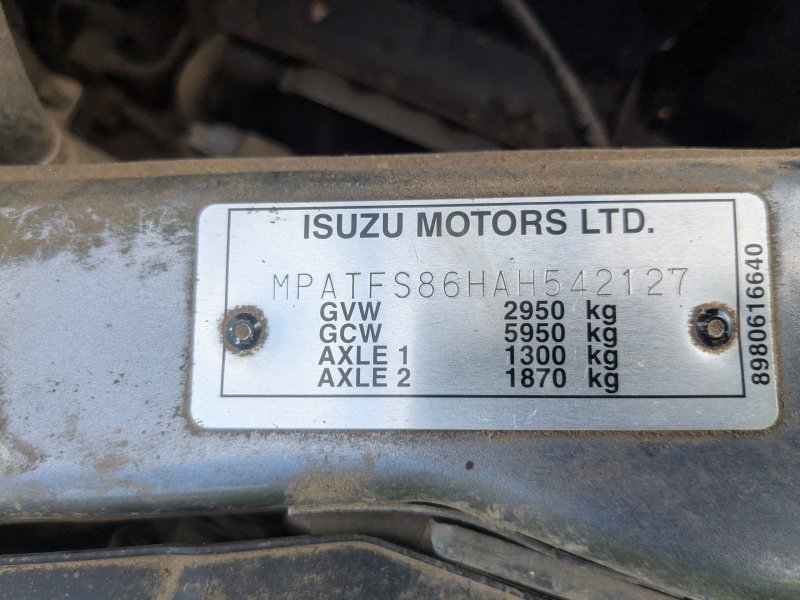 ISUZU MOTORS LTD.
MPATFS86HAH542127
GVW 2950 kg
GCW 5950 kg
AXLE 1 1300 kg
AXLE 2 1870 kg
8980616640